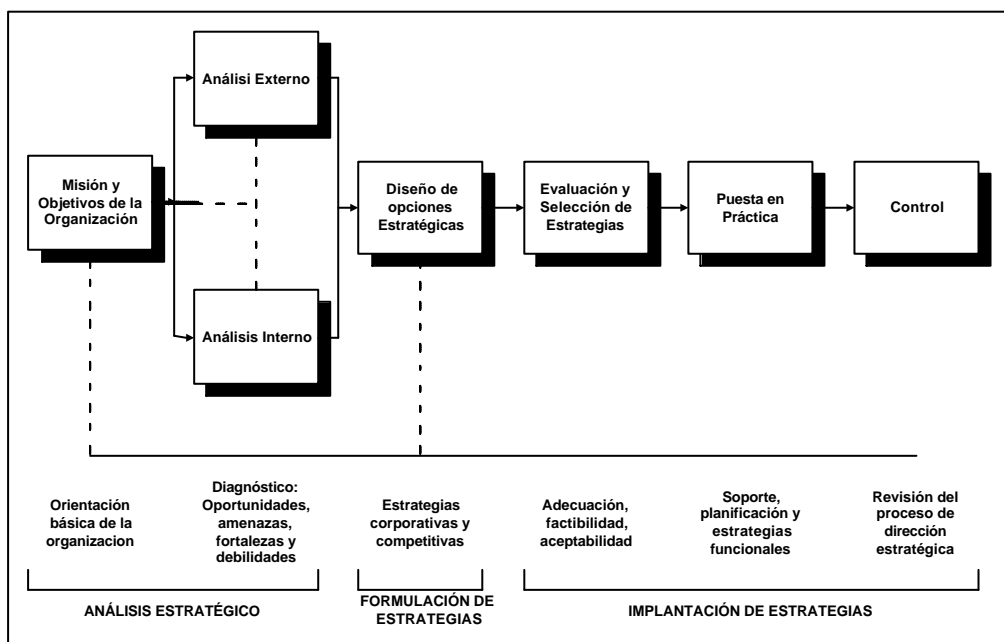 Análisi Externo
Misión y
Objetivos de la
Organización
Diseño de
opciones
Estratégicas
Evaluación y
Selección de
Estrategias
Puesta en
Práctica
Control
Análisis Interno
Orientación
básica de la
organizacion
Diagnóstico:
Oportunidades,
amenazas,
fortalezas y
debilidades
Estrategias
corporativas y
competitivas
Adecuación,
factibilidad,
aceptabilidad
Soporte,
planificación y
estrategias
funcionales
Revisión del
proceso de
dirección
estratégica
ANÁLISIS ESTRATÉGICO
FORMULACIÓN DE
ESTRATEGIAS
IMPLANTACIÓN DE ESTRATEGIAS